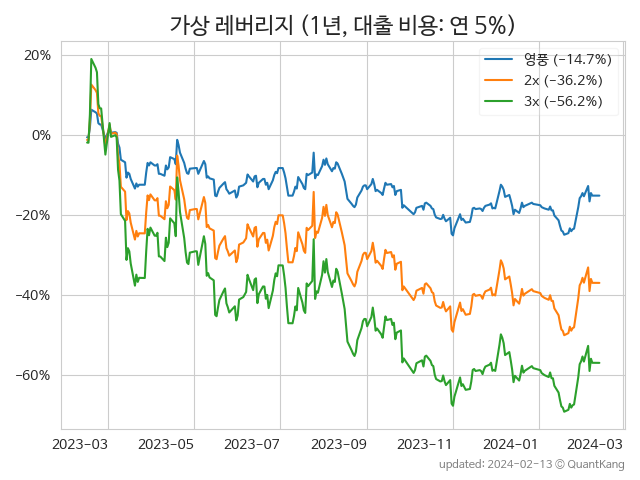 가상 레버리지 (1년, 대출 비용: 연 5%)
영풍 (−14.7%)
2x (−36.2%)
3x (−56.2%)
20%
0%
−20%
−40%
−60%
2023−03 2023−05 2023−07 2023−09 2023−11 2024−01 2024−03
updated: 2024−02−13 © QuantKang